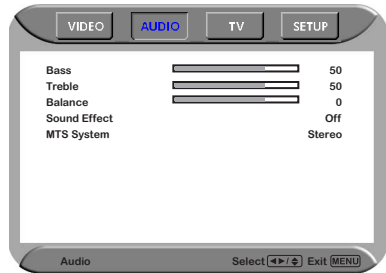 VIDEO AUDIO TV SETUP
Bass 50
Treble 50
Balance 0
Sound Effect Off
MTS System Stereo
Audio Select ◄►/♦ Exit MENU